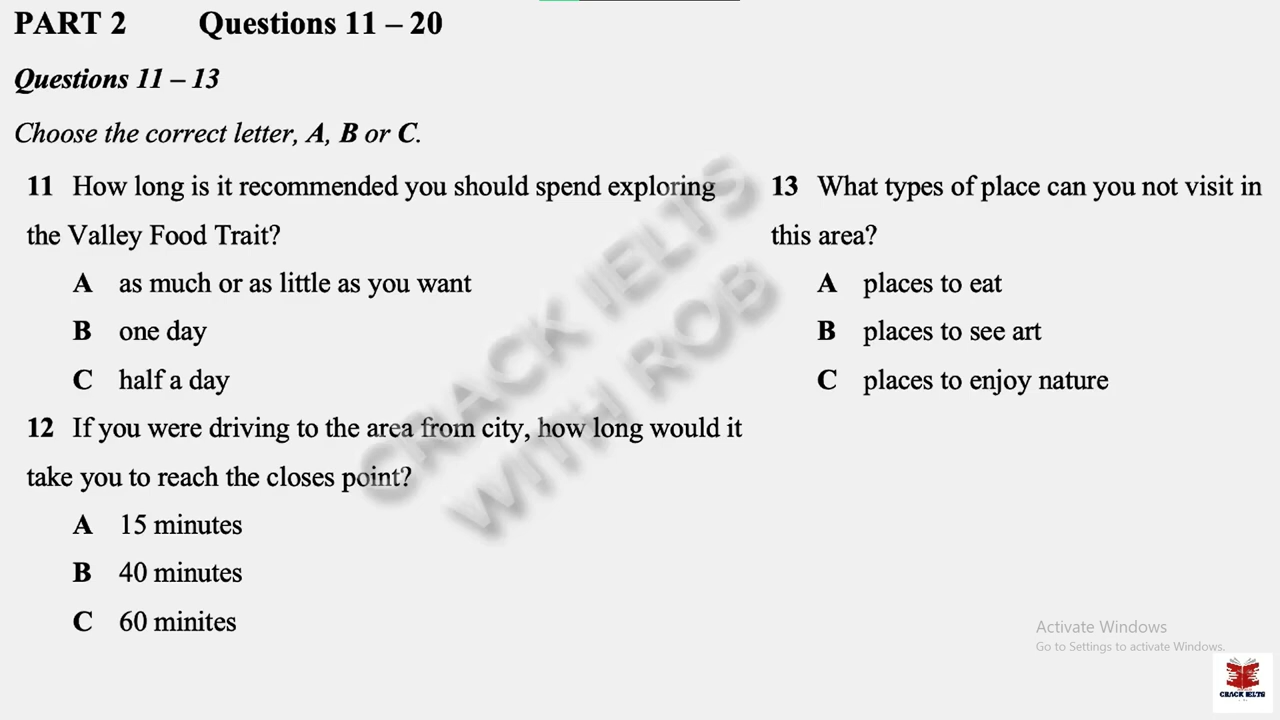 PART 2 Questions 11 – 20
Questions 11 – 13
Choose the correct letter, A, B or C.
11 How long is it recommended you should spend exploring
the Valley Food Trait?
A as much or as little as you want
B one day
C half a day
12 If you were driving to the area from city, how long would it
take you to reach the closes point?
A 15 minutes
B 40 minutes
C 60 minites
13 What types of place can you not visit in
this area?
A places to eat
B places to see art
C places to enjoy nature
CRACK IELTS
WITH ROB
Activate Windows
Go to Settings to activate Windows.
CRACK IELTS